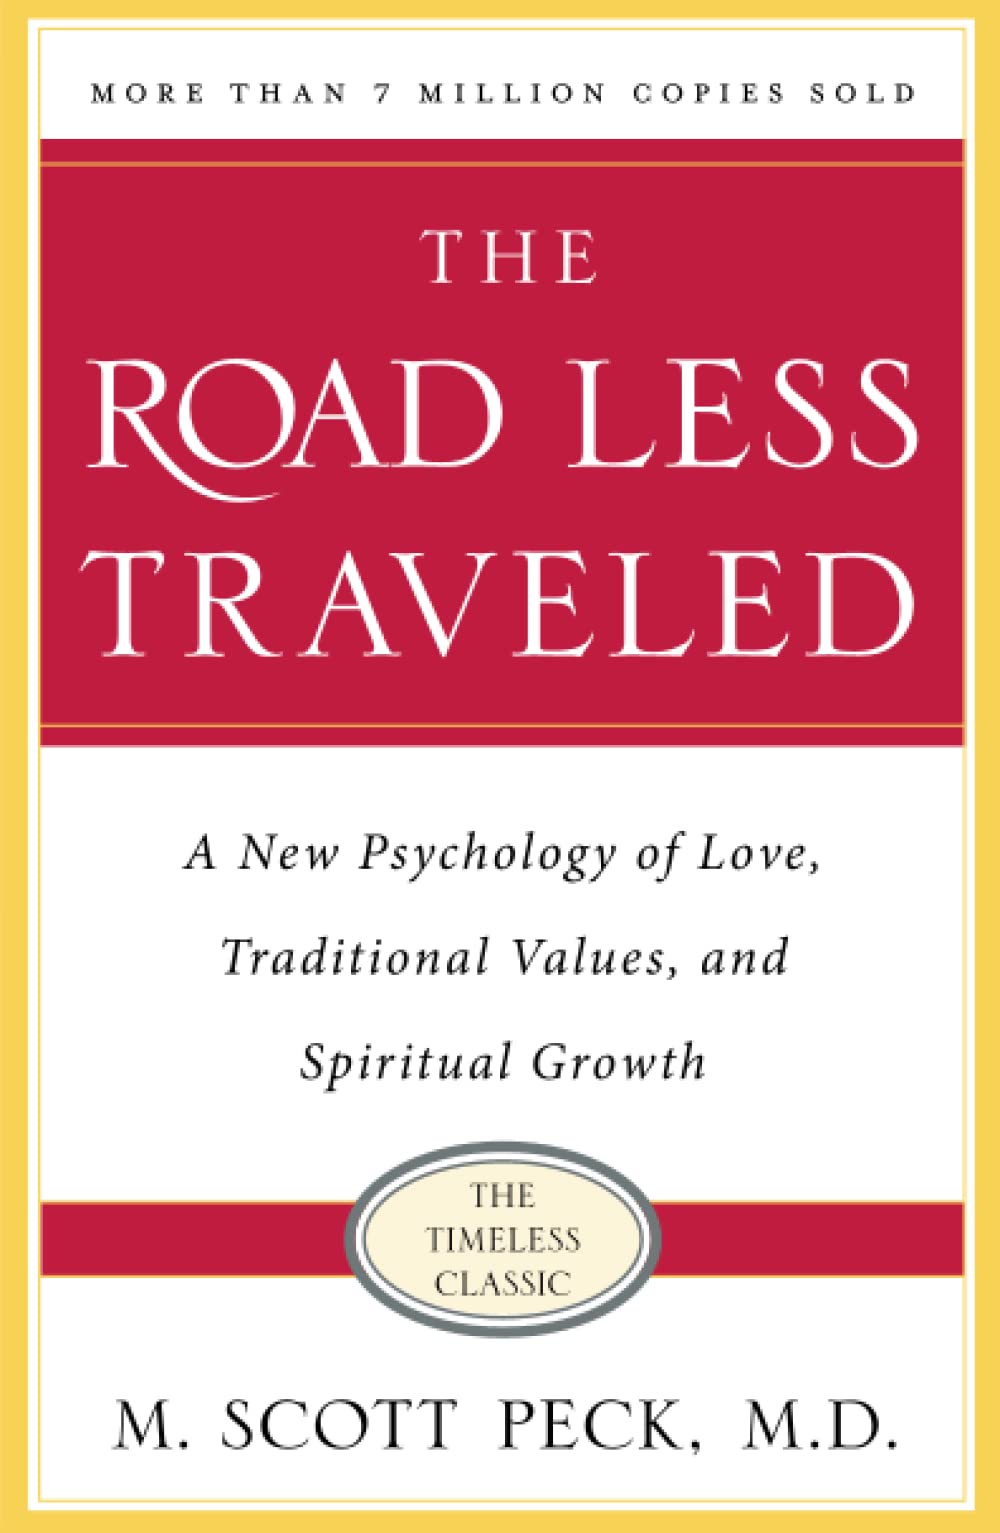 MORE THAN 7 MILLION COPIES SOLD
THE
ROAD LESS
TRAVELED
A New Psychology of Love,
Traditional Values, and
Spiritual Growth
THE
TIMELESS
CLASSIC
M. SCOTT PECK, M.D.